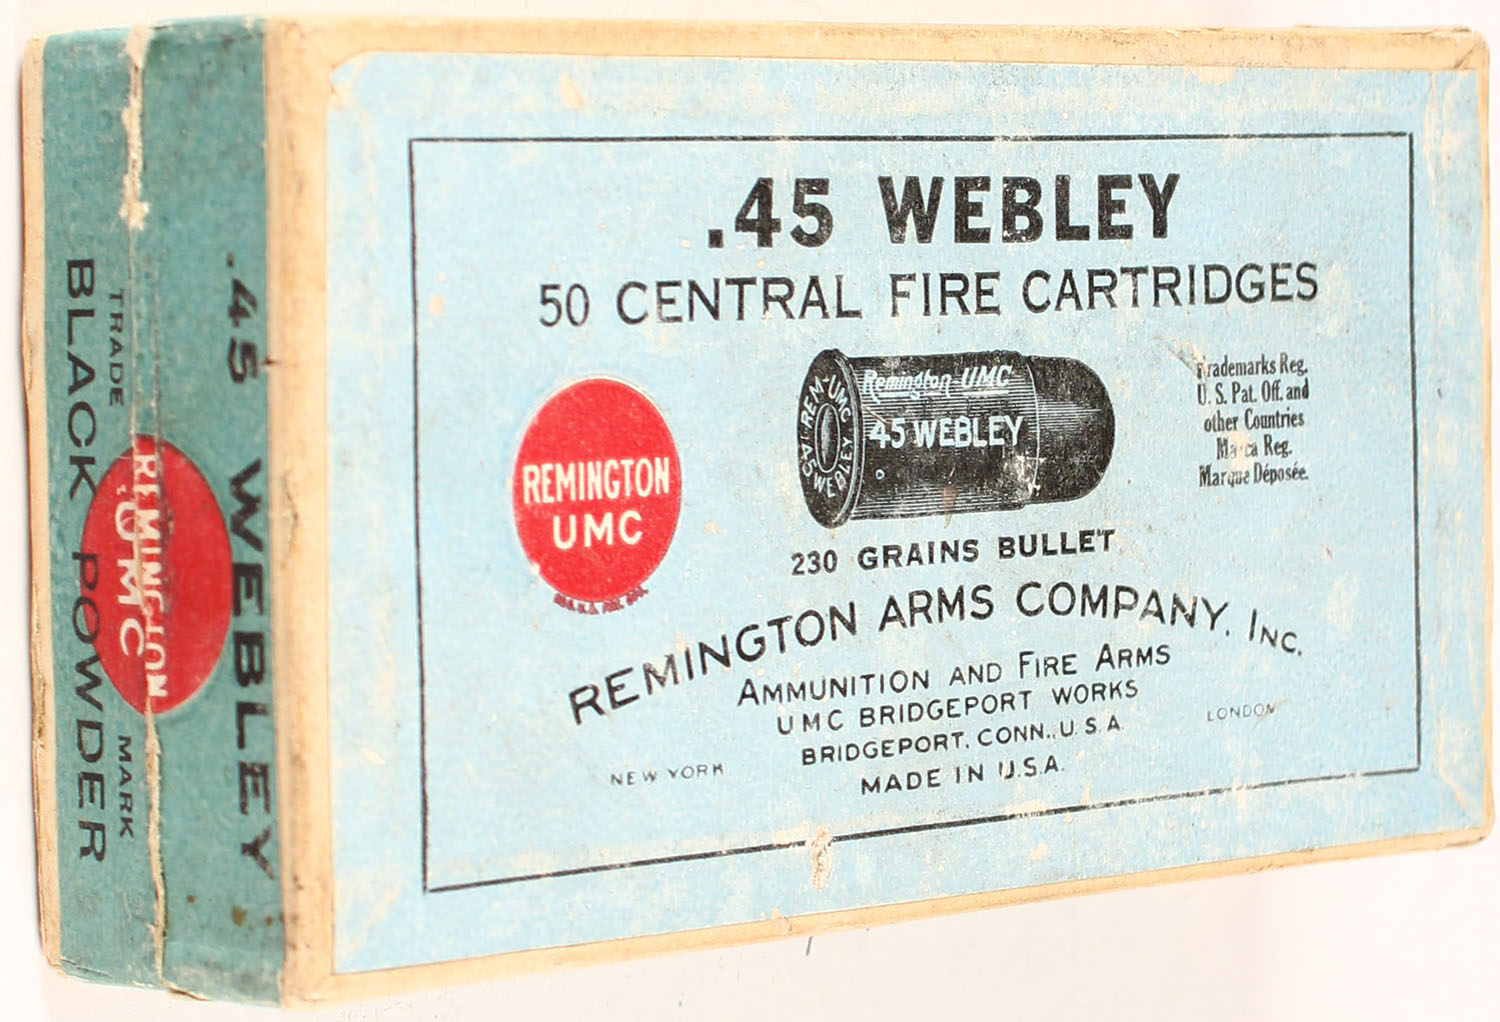 .45 WEBLEY
50 CENTRAL FIRE CARTRIDGES
REMINGTON
UMC
REM-UMC
45 WEBLEY
Remington UMC
45 WEBLEY
Trademarks Reg.
U. S. Pat. Off. and
other Countries
Marca Reg.
Marque Déposée.
230 GRAINS BULLET
REMINGTON ARMS COMPANY, INC.
AMMUNITION AND FIRE ARMS
UMC BRIDGEPORT WORKS
BRIDGEPORT, CONN., U.S.A.
NEW YORK
LONDON
MADE IN U.S.A.
.45 WEBLEY
TRADE
REMINGTON
UMC
MARK
BLACK POWDER